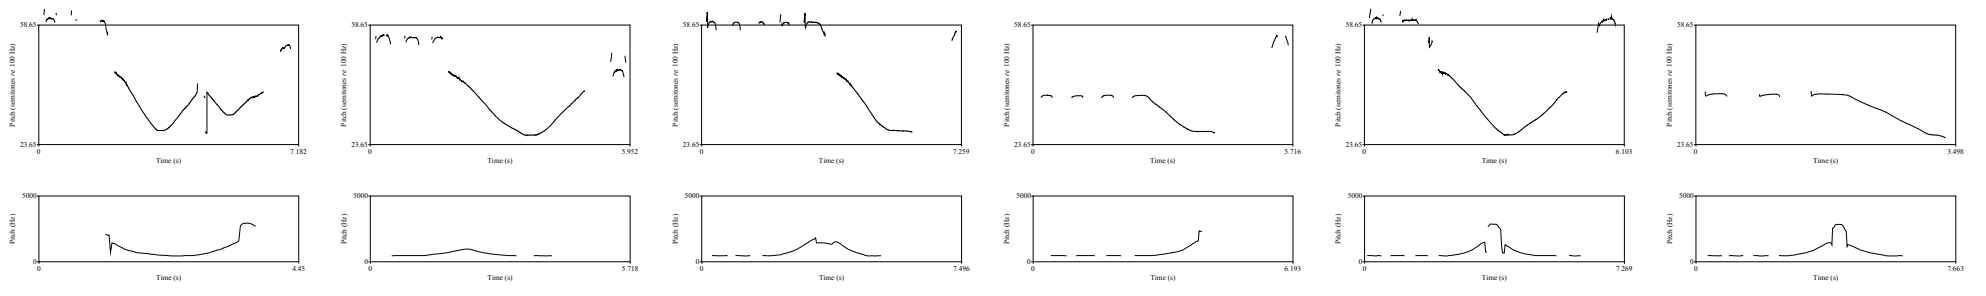 58.65
Pitch (semitones re 100 Hz)
23.65
0
7.182
Time (s)
58.65
Pitch (semitones re 100 Hz)
23.65
0
5.952
Time (s)
58.65
Pitch (semitones re 100 Hz)
23.65
0
7.259
Time (s)
58.65
Pitch (semitones re 100 Hz)
23.65
0
5.716
Time (s)
58.65
Pitch (semitones re 100 Hz)
23.65
0
6.103
Time (s)
58.65
Pitch (semitones re 100 Hz)
23.65
0
3.498
Time (s)
5000
Pitch (Hz)
0
0
4.45
Time (s)
5000
Pitch (Hz)
0
0
5.718
Time (s)
5000
Pitch (Hz)
0
0
7.496
Time (s)
5000
Pitch (Hz)
0
0
6.193
Time (s)
5000
Pitch (Hz)
0
0
7.269
Time (s)
5000
Pitch (Hz)
0
0
7.663
Time (s)